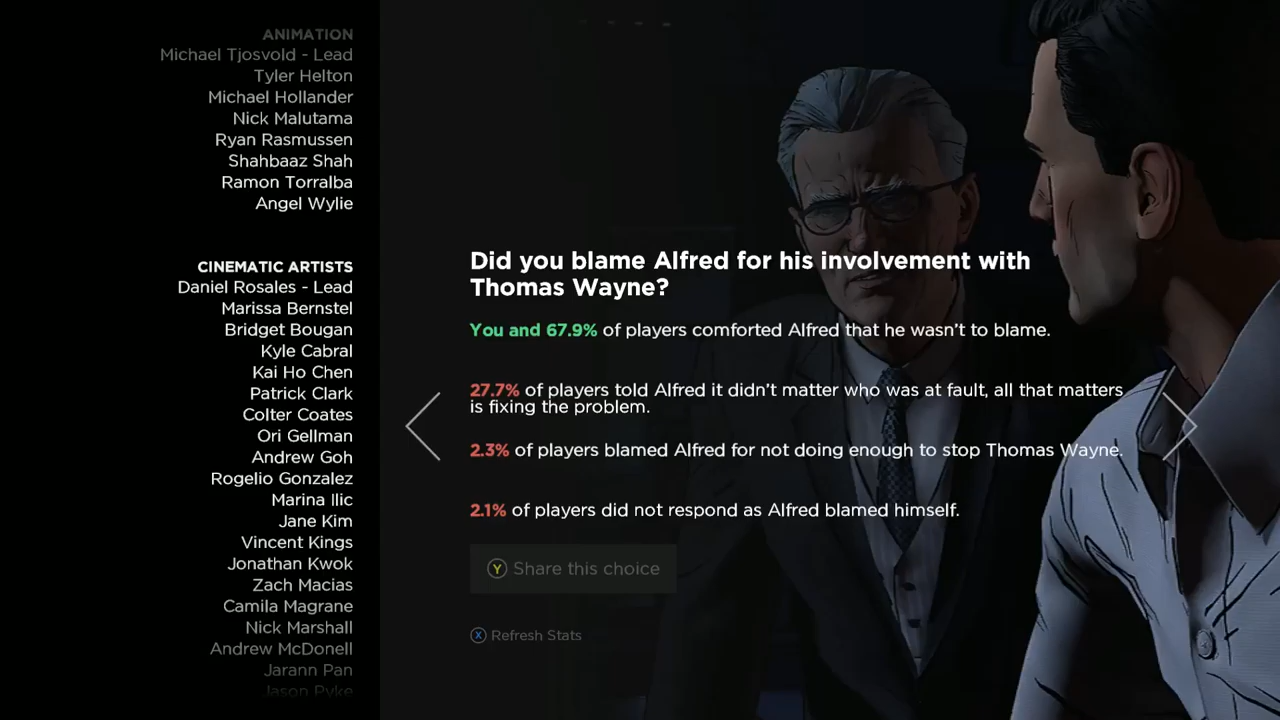 ANIMATION
Michael Tjosvold - Lead
Tyler Helton
Michael Hollander
Nick Malutama
Ryan Rasmussen
Shahbaaz Shah
Ramon Torralba
Angel Wylie
CINEMATIC ARTISTS
Daniel Rosales - Lead
Marissa Bernstel
Bridget Bougan
Kyle Cabral
Kai Ho Chen
Patrick Clark
Colter Coates
Ori Gellman
Andrew Goh
Rogelio Gonzalez
Marina Ilic
Jane Kim
Vincent Kings
Jonathan Kwok
Zach Macias
Camila Magrane
Nick Marshall
Andrew McDonell
Jarann Pan
Jason Pyke
Did you blame Alfred for his involvement with
Thomas Wayne?
You and 67.9% of players comforted Alfred that he wasn't to blame.
27.7% of players told Alfred it didn't matter who was at fault, all that matters
is fixing the problem.
2.3% of players blamed Alfred for not doing enough to stop Thomas Wayne.
2.1% of players did not respond as Alfred blamed himself.
Y Share this choice
X Refresh Stats